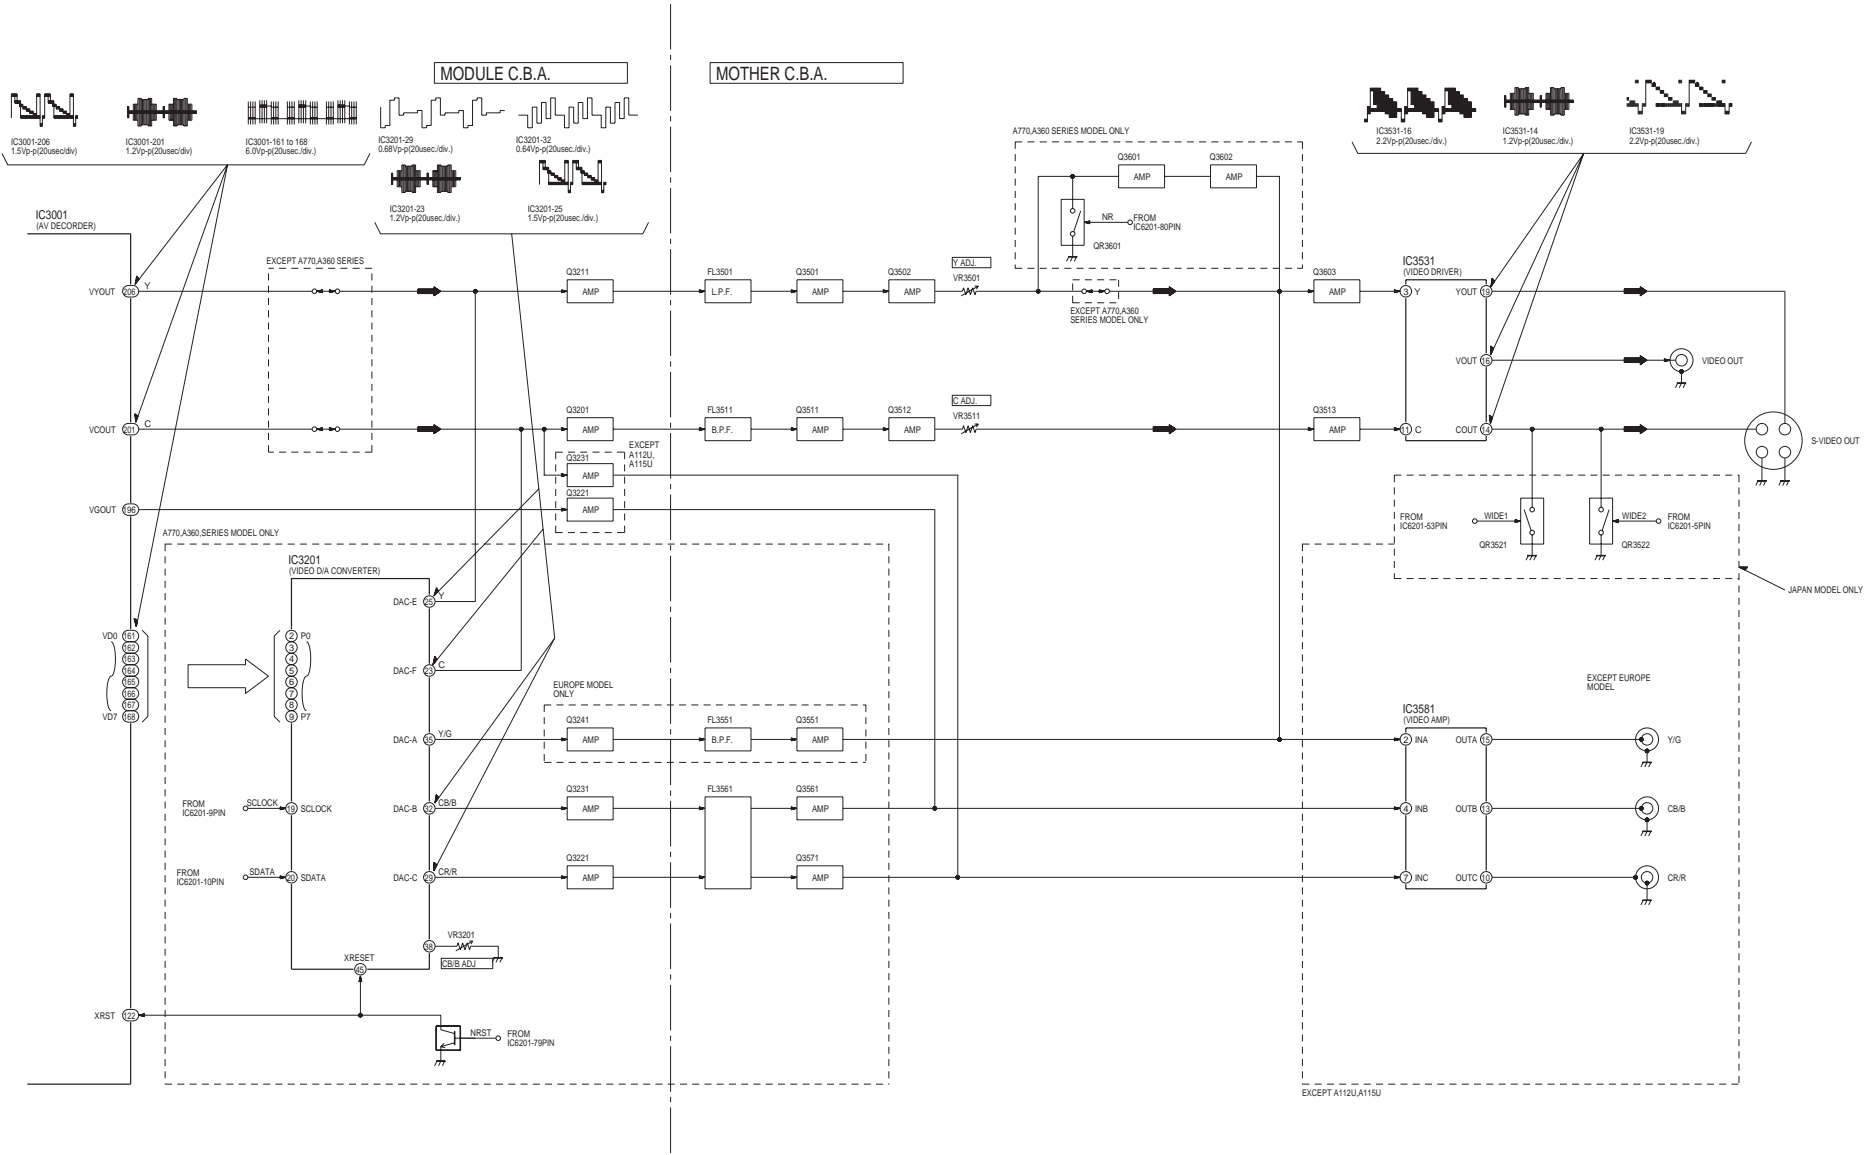 MODULE C.B.A.
MOTHER C.B.A.
IC3001-206
1.5Vp-p(20usec/div)
IC3001-201
1.2Vp-p(20usec/div)
IC3001-161 to 168
6.0Vp-p(20usec./div.)
IC3201-29
0.68Vp-p(20usec./div.)
IC3201-32
0.64Vp-p(20usec./div.)
IC3201-23
1.2Vp-p(20usec./div.)
IC3201-25
1.5Vp-p(20usec./div.)
IC3531-16
2.2Vp-p(20usec./div.)
IC3531-14
1.2Vp-p(20usec./div.)
IC3531-19
2.2Vp-p(20usec./div.)
A770,A360 SERIES MODEL ONLY
Q3601
AMP
Q3602
AMP
NR
FROM
IC6201-80PIN
QR3601
IC3001
(AV DECORDER)
EXCEPT A770,A360 SERIES
VYOUT
206
Y
Q3211
AMP
FL3501
L.P.F.
Q3501
AMP
Q3502
AMP
Y ADJ.
VR3501
EXCEPT A770,A360
SERIES MODEL ONLY
Q3603
AMP
IC3531
(VIDEO DRIVER)
3
Y
YOUT
19
VOUT
16
VIDEO OUT
VCOUT
201
C
Q3201
AMP
FL3511
B.P.F.
Q3511
AMP
Q3512
AMP
C ADJ.
VR3511
Q3513
AMP
11
C
COUT
14
S-VIDEO OUT
EXCEPT
A112U,
A115U
Q3231
AMP
Q3221
AMP
VGOUT
196
FROM
IC6201-53PIN
WIDE1
QR3521
WIDE2
QR3522
FROM
IC6201-5PIN
JAPAN MODEL ONLY
A770,A360,SERIES MODEL ONLY
IC3201
(VIDEO D/A CONVERTER)
DAC-E
25
Y
VD0
161
162
163
164
165
166
167
VD7
168
2
P0
3
4
5
6
7
8
9
P7
DAC-F
23
C
EUROPE MODEL
ONLY
DAC-A
35
Y/G
Q3241
AMP
FL3551
B.P.F.
Q3551
AMP
EXCEPT EUROPE
MODEL
IC3581
(VIDEO AMP)
2
INA
OUTA
15
Y/G
FROM
IC6201-9PIN
SCLOCK
19
SCLOCK
DAC-B
32
CB/B
Q3231
AMP
FL3561
Q3561
AMP
4
INB
OUTB
13
CB/B
FROM
IC6201-10PIN
SDATA
20
SDATA
DAC-C
29
CR/R
Q3221
AMP
Q3571
AMP
7
INC
OUTC
10
CR/R
38
VR3201
CB/B ADJ
XRESET
45
XRST
122
NRST
FROM
IC6201-79PIN
EXCEPT A112U,A115U